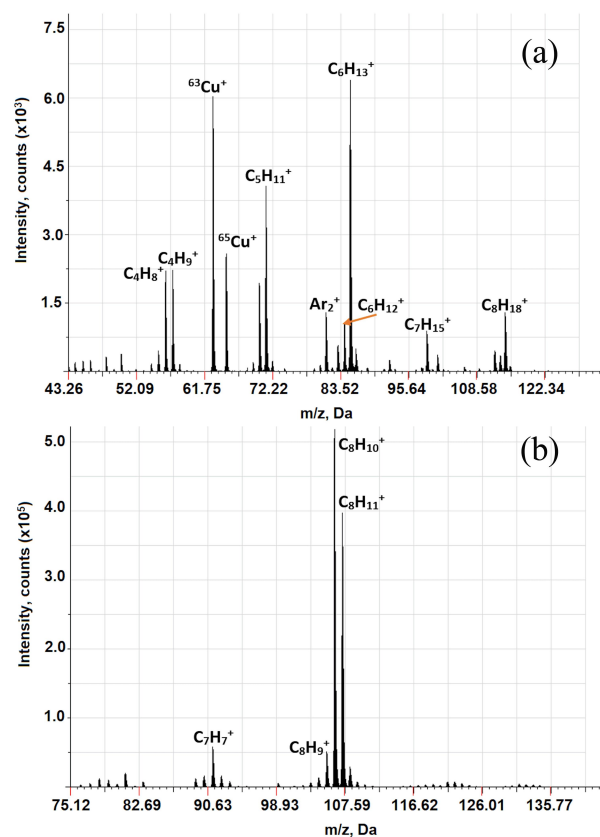 (a)
7.5
6.0
4.5
3.0
1.5
Intensity, counts (x10³)
C₄H₈⁺
C₄H₉⁺
⁶³Cu⁺
⁶⁵Cu⁺
C₅H₁₁⁺
Ar₂⁺
C₆H₁₂⁺
C₆H₁₃⁺
C₇H₁₅⁺
C₈H₁₈⁺
43.26 52.09 61.75 72.22 83.52 95.64 108.58 122.34
m/z, Da
(b)
5.0
4.0
3.0
2.0
1.0
Intensity, counts (x10⁵)
C₇H₇⁺
C₈H₉⁺
C₈H₁₀⁺
C₈H₁₁⁺
75.12 82.69 90.63 98.93 107.59 116.62 126.01 135.77
m/z, Da